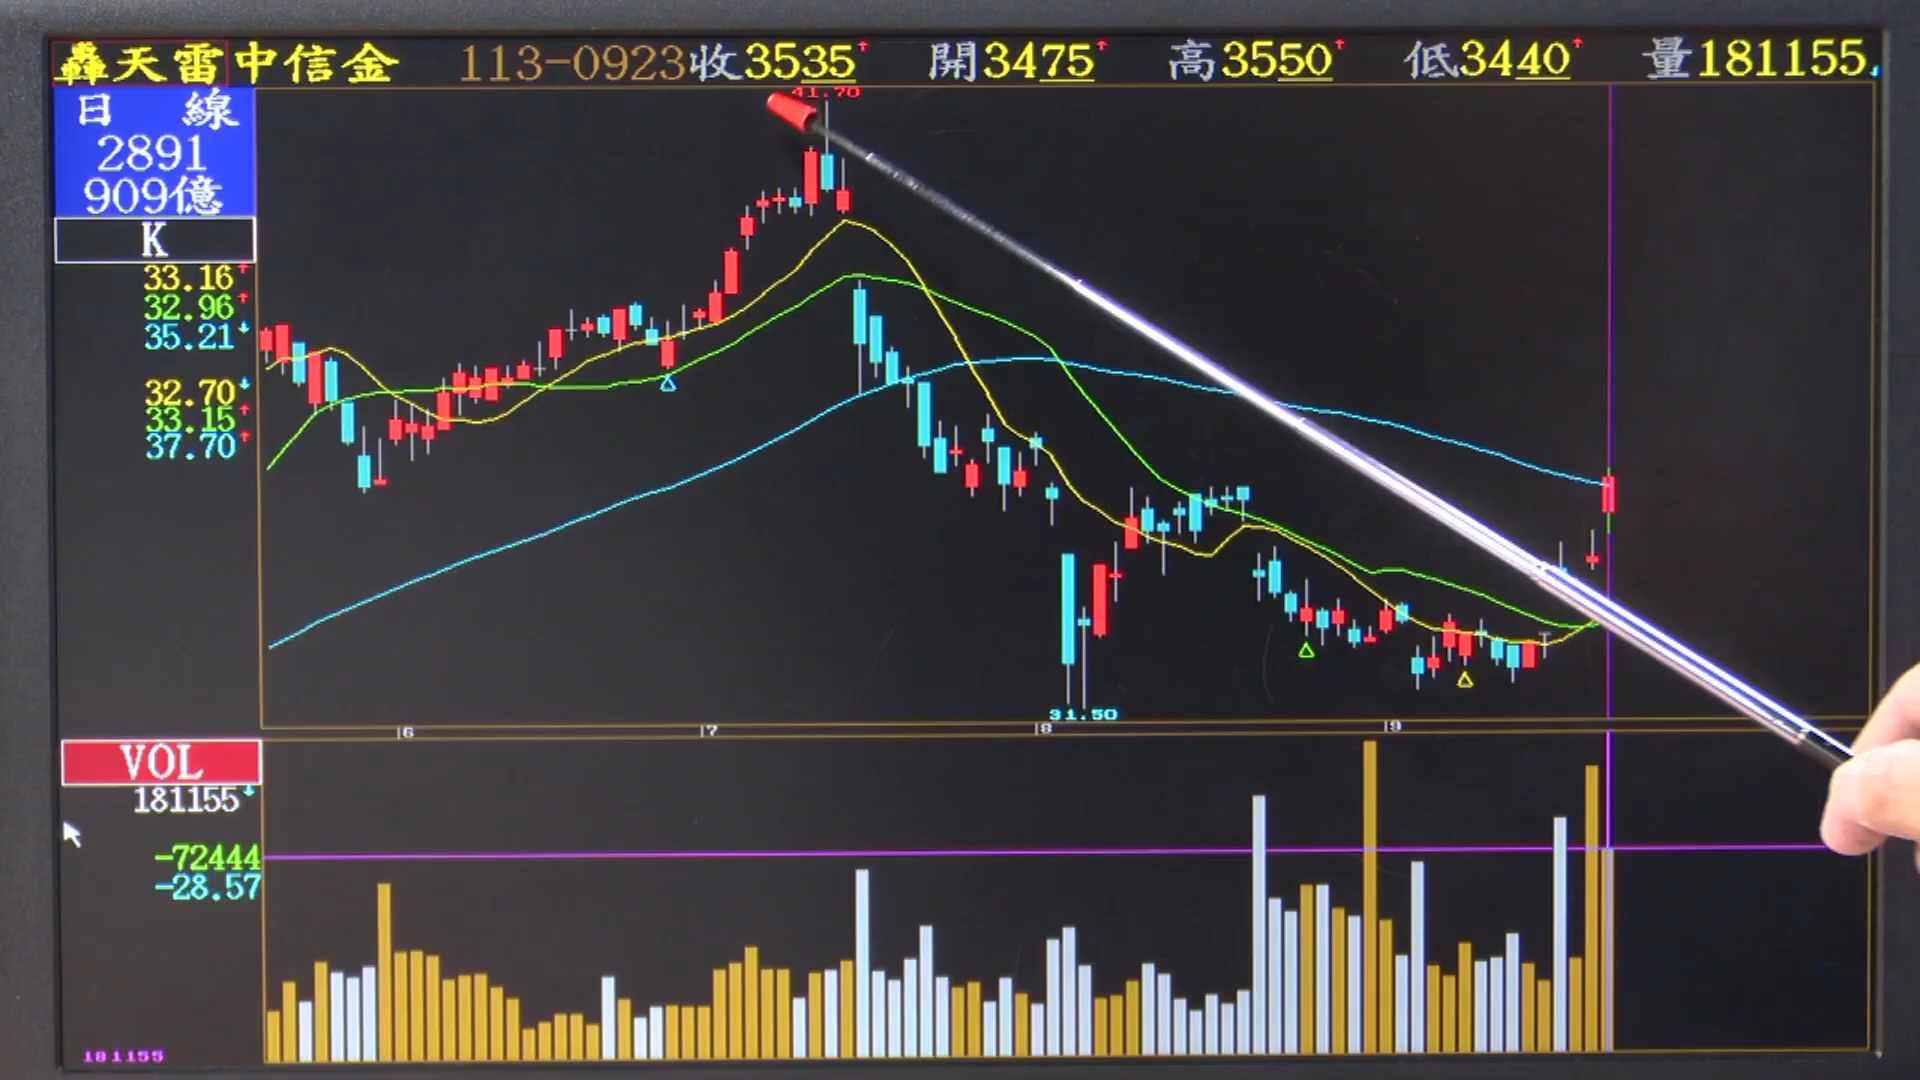 轟天雷中信金 113-0923 收3535↑ 開3475↑ 高3550↑ 低3440↑ 量181155↓
日 線
2891
909億
K
33.16↑
32.96↑
35.21↓
32.70↓
33.15↑
37.70↑
41.70
31.50
6 7 8 9
VOL
181155↓
-72444
-28.57
181155